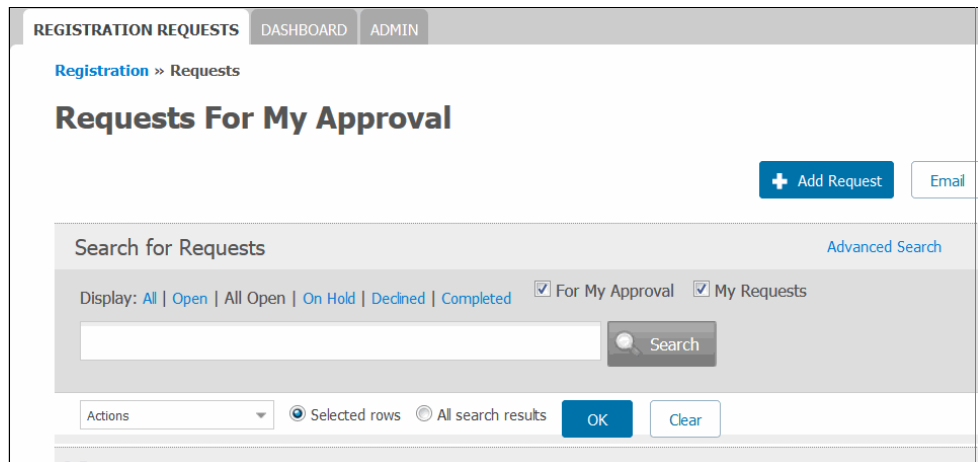 REGISTRATION REQUESTS DASHBOARD ADMIN
Registration » Requests
Requests For My Approval
Add Request Email
Search for Requests Advanced Search
Display: All | Open | All Open | On Hold | Declined | Completed For My Approval My Requests
Search
Actions Selected rows All search results OK Clear